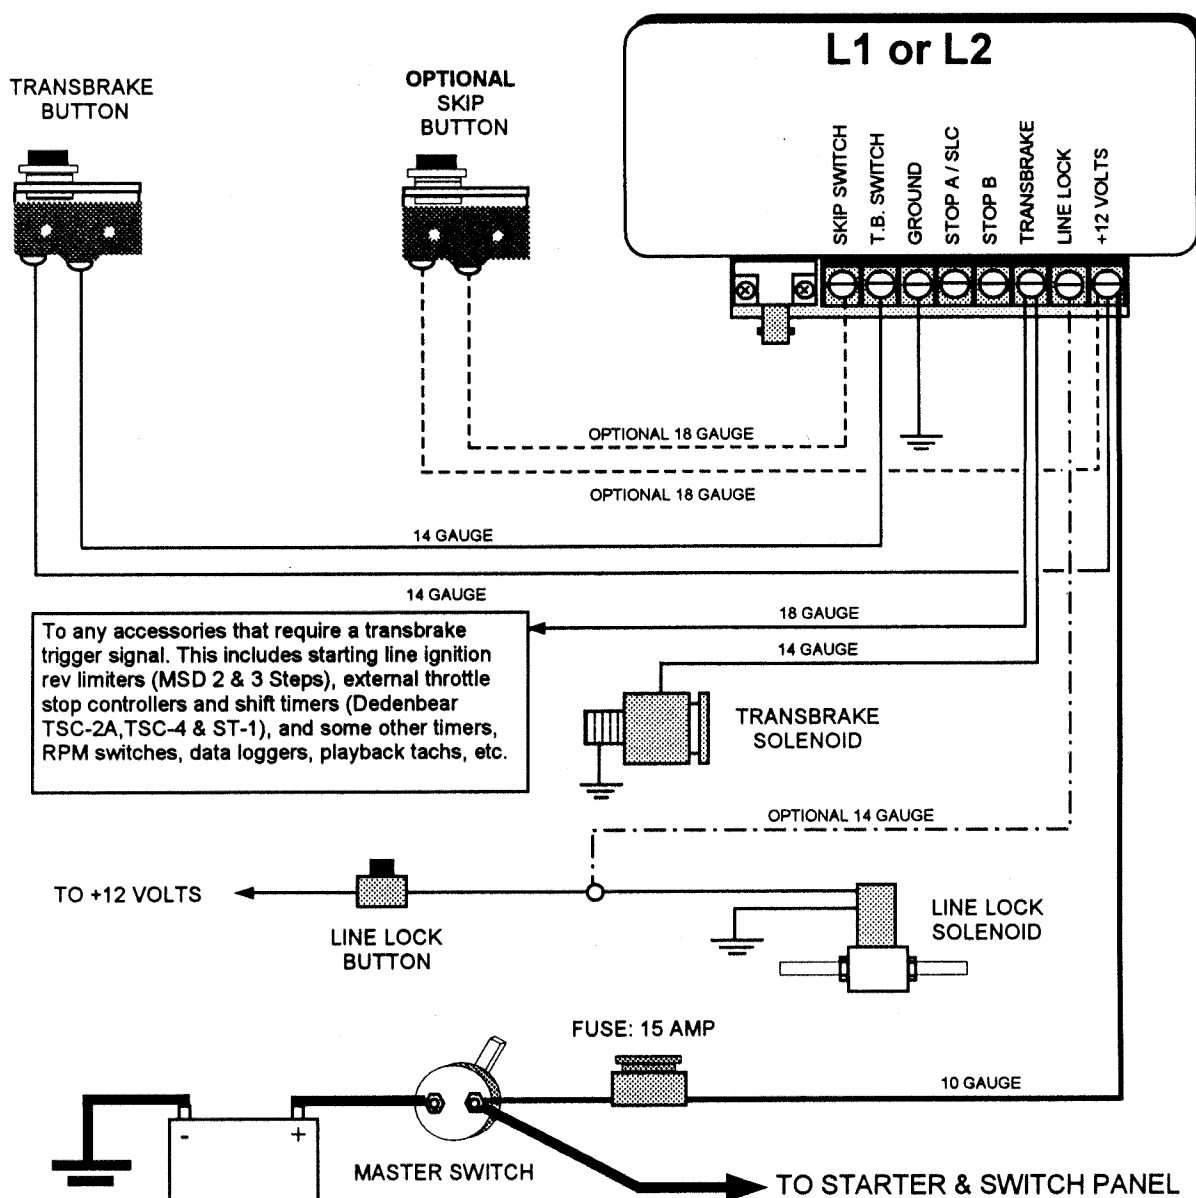 L1 or L2
TRANSBRAKE
BUTTON
OPTIONAL
SKIP
BUTTON
SKIP SWITCH
T.B. SWITCH
GROUND
STOP A / SLC
STOP B
TRANSBRAKE
LINE LOCK
+12 VOLTS
OPTIONAL 18 GAUGE
OPTIONAL 18 GAUGE
14 GAUGE
14 GAUGE
18 GAUGE
14 GAUGE
To any accessories that require a transbrake
trigger signal. This includes starting line ignition
rev limiters (MSD 2 & 3 Steps), external throttle
stop controllers and shift timers (Dedenbear
TSC-2A,TSC-4 & ST-1), and some other timers,
RPM switches, data loggers, playback tachs, etc.
TRANSBRAKE
SOLENOID
OPTIONAL 14 GAUGE
TO +12 VOLTS
LINE LOCK
BUTTON
LINE LOCK
SOLENOID
FUSE: 15 AMP
10 GAUGE
- +
MASTER SWITCH
TO STARTER & SWITCH PANEL